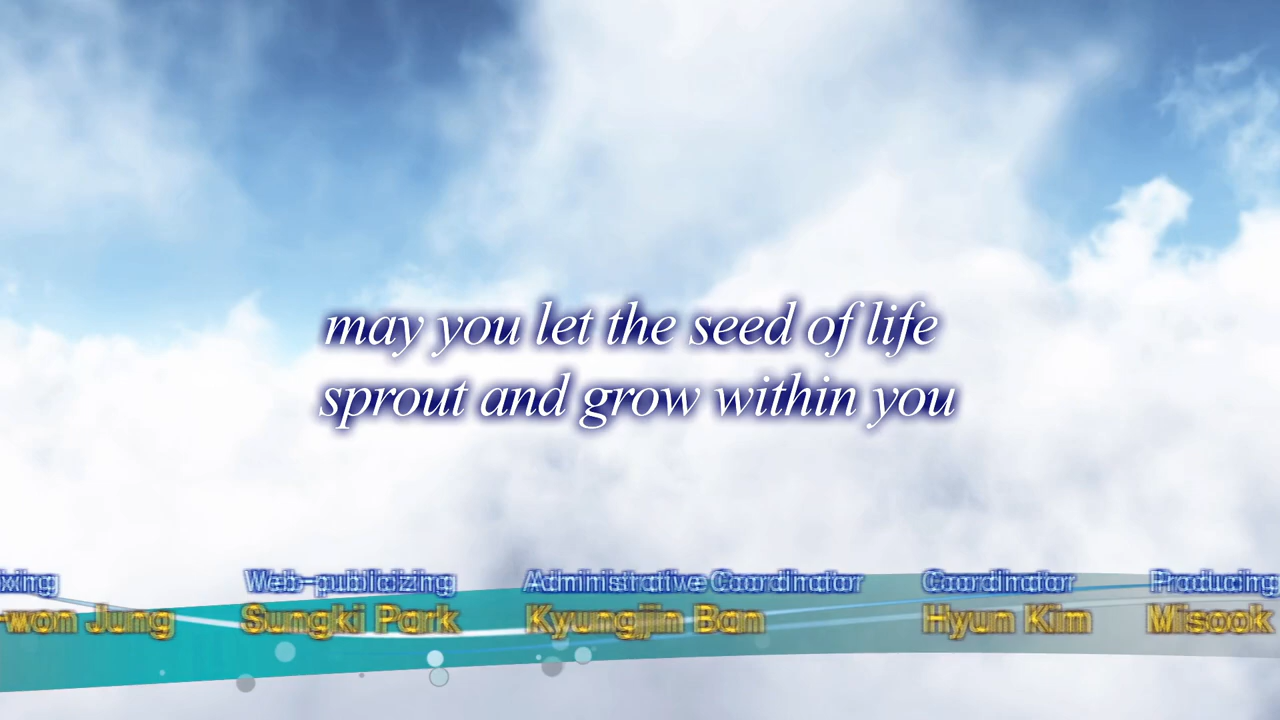 may you let the seed of life
sprout and grow within you
Web-publicizing Administrative Coordinator Coordinator Producing
Jung Sungki Park Kyungjin Ban Hyun Kim Misook